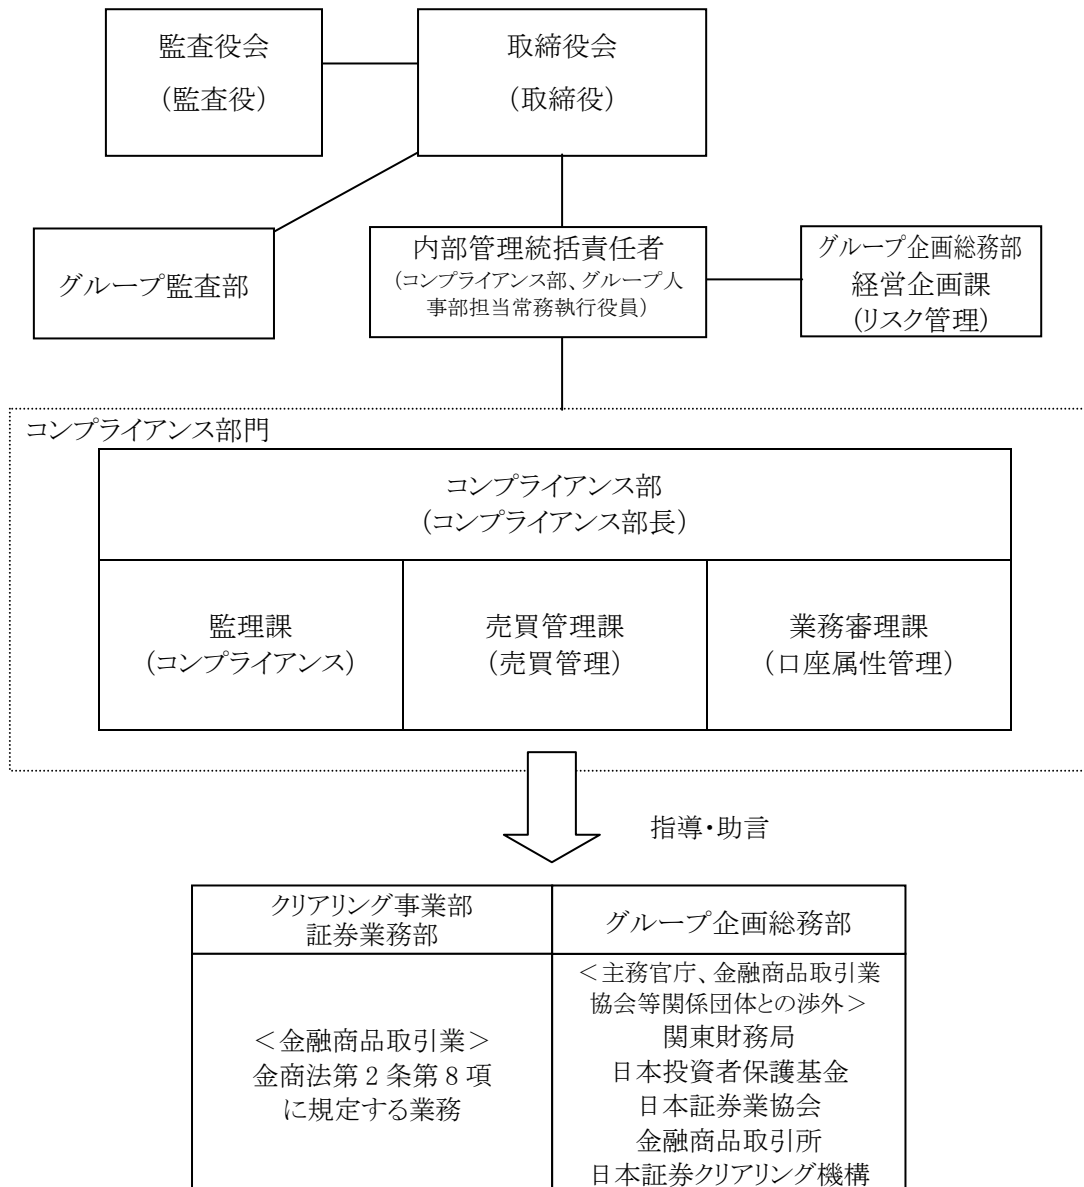 監査役会
(監査役)
取締役会
(取締役)
グループ監査部
内部管理統括責任者
(コンプライアンス部、グループ人
事部担当常務執行役員)
グループ企画総務部
経営企画課
(リスク管理)
コンプライアンス部門
コンプライアンス部
(コンプライアンス部長)
監理課
(コンプライアンス)
売買管理課
(売買管理)
業務審理課
(口座属性管理)
指導・助言
クリアリング事業部
証券業務部
グループ企画総務部
<金融商品取引業>
金商法第2条第8項
に規定する業務
<主務官庁、金融商品取引業
協会等関係団体との渉外>
関東財務局
日本投資者保護基金
日本証券業協会
金融商品取引所
日本証券クリアリング機構